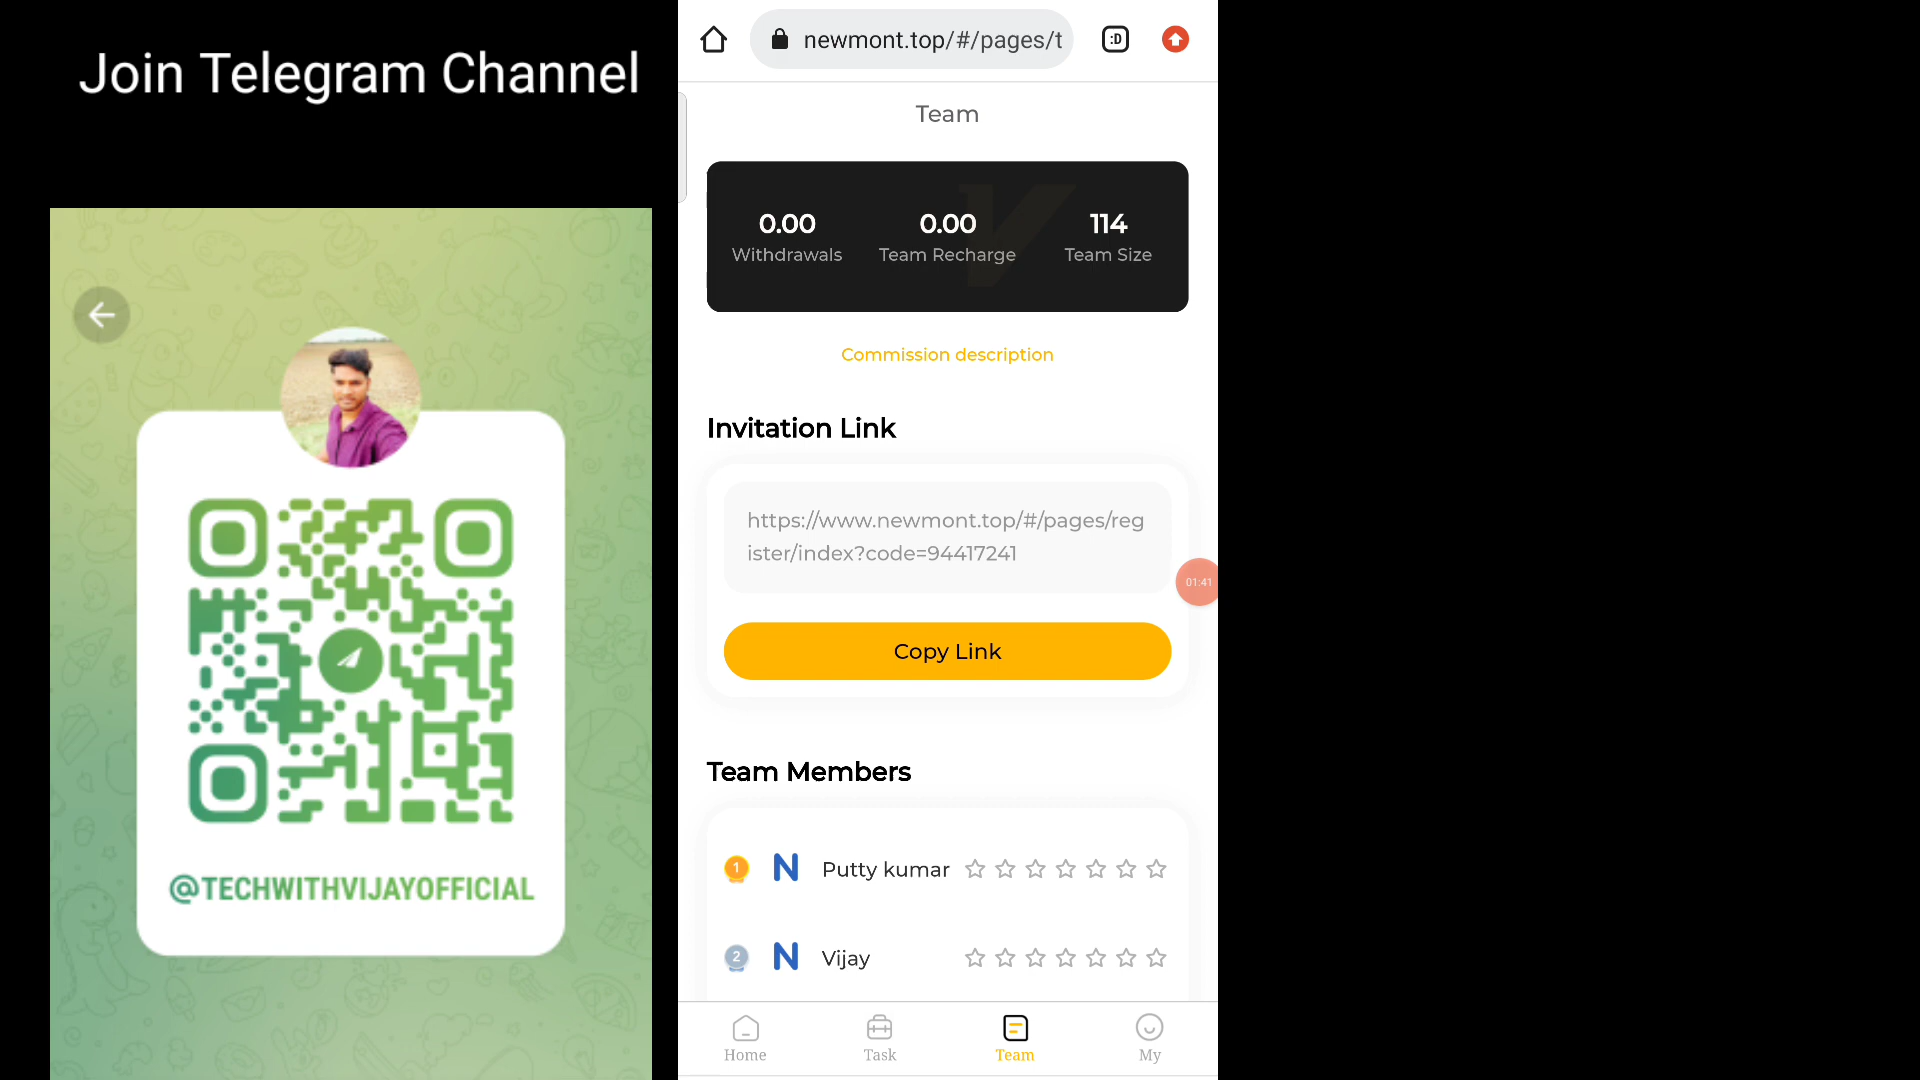 Join Telegram Channel
@TECHWITHVIJAYOFFICIAL
newmont.top/#/pages/t
:D
Team
0.00
0.00
114
Withdrawals
Team Recharge
Team Size
Commission description
Invitation Link
https://www.newmont.top/#/pages/reg
ister/index?code=94417241
01:41
Copy Link
Team Members
1
N
Putty kumar
2
N
Vijay
Home
Task
Team
My